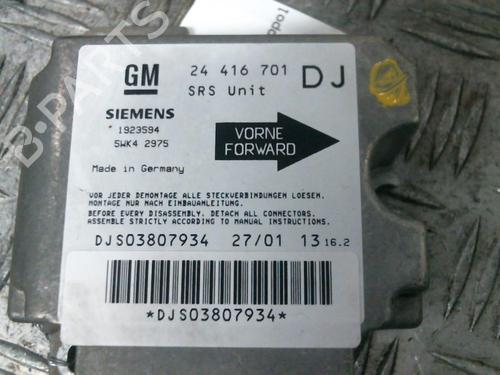 GM 24 416 701 DJ
SRS Unit
SIEMENS
* 1923594
5WK4 2975
VORNE
FORWARD
Made in Germany
VOR JEDER DEMONTAGE ALLE STECKVERBINDUNGEN LOESEN.
MONTAGE NUR NACH EINBAUANLEITUNG.
BEFORE EVERY DISASSEMBLY, DETACH ALL CONNECTORS.
ASSEMBLE STRICTLY ACCORDING TO MANUAL INSTRUCTIONS.
DJS03807934 27/01 13 16.2
*DJS03807934*
B-PARTS